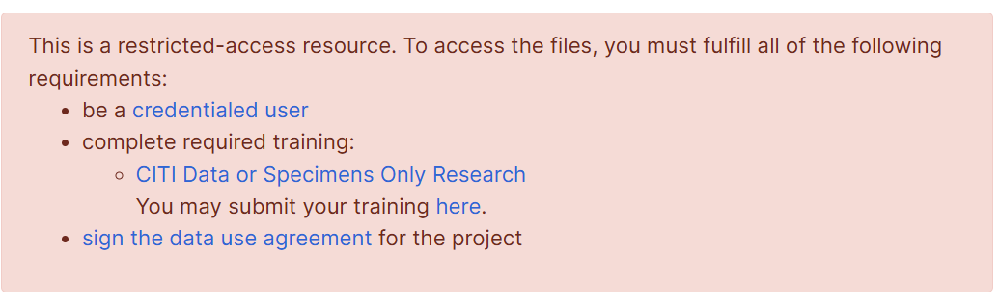 This is a restricted-access resource. To access the files, you must fulfill all of the following
requirements:
• be a credentialed user
• complete required training:
◦ CITI Data or Specimens Only Research
You may submit your training here.
• sign the data use agreement for the project